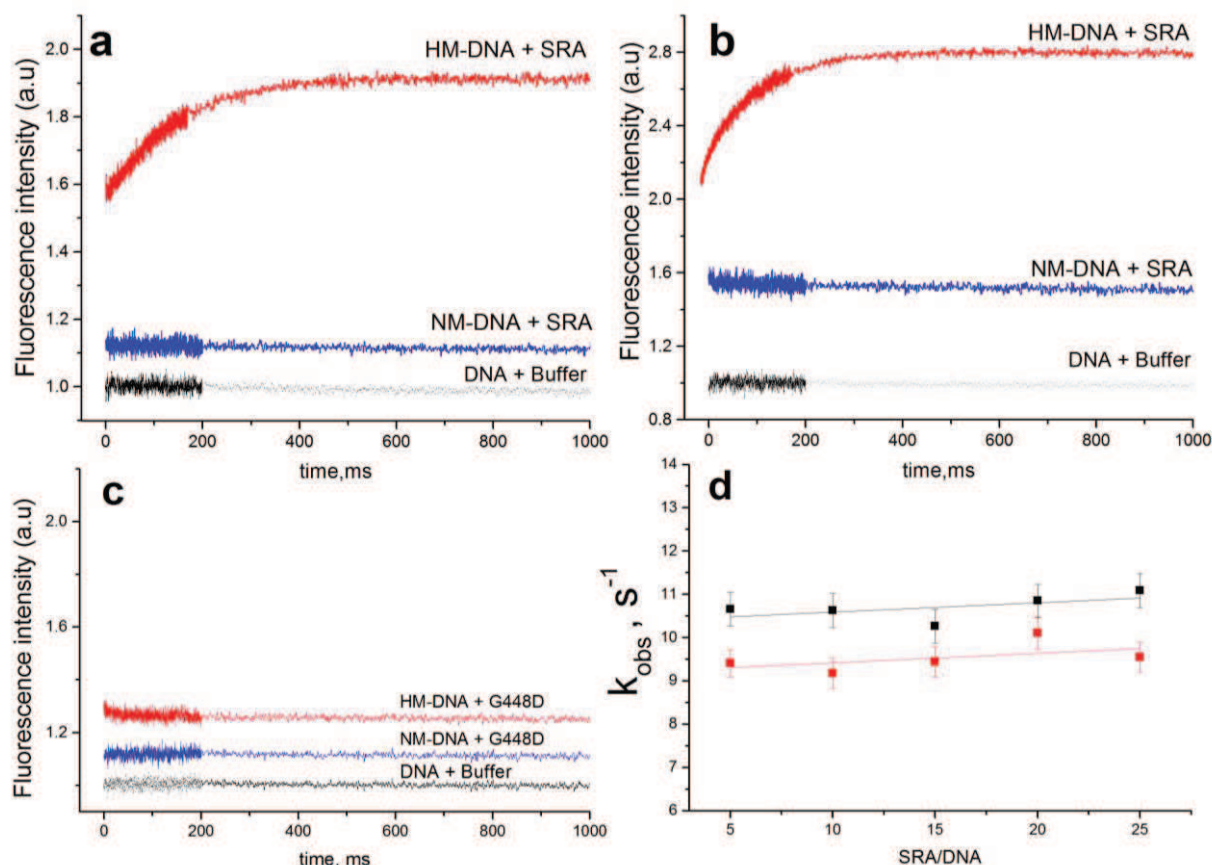 a
HM-DNA + SRA
NM-DNA + SRA
DNA + Buffer
Fluorescence intensity (a.u)
2.0
1.8
1.6
1.4
1.2
1.0
0 200 400 600 800 1000
time,ms
b
HM-DNA + SRA
NM-DNA + SRA
DNA + Buffer
Fluorescence intensity (a.u)
2.8
2.4
2.0
1.6
1.2
0.8
0 200 400 600 800 1000
time,ms
c
HM-DNA + G448D
NM-DNA + G448D
DNA + Buffer
Fluorescence intensity (a.u)
2.0
1.6
1.2
0 200 400 600 800 1000
time, ms
d
k obs , s -1
14
13
12
11
10
9
8
7
6
5 10 15 20 25
SRA/DNA